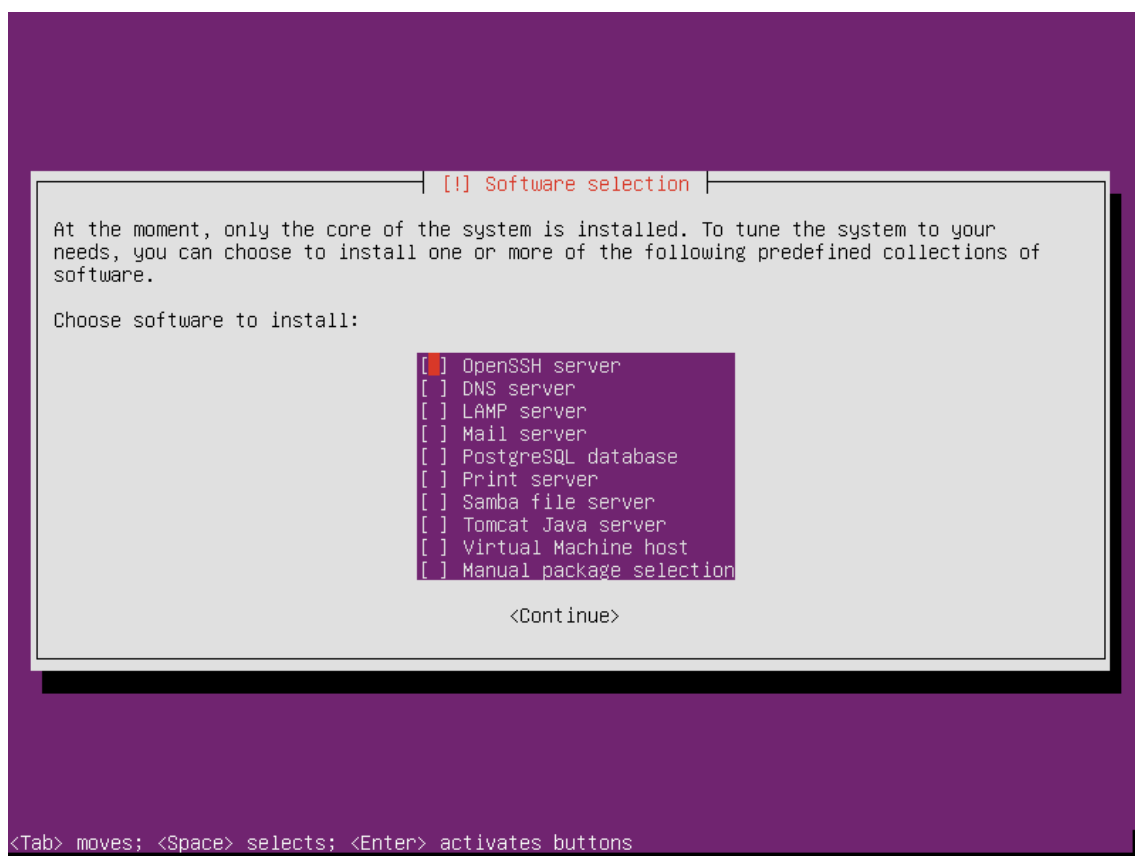 [!] Software selection
At the moment, only the core of the system is installed. To tune the system to your
needs, you can choose to install one or more of the following predefined collections of
software.
Choose software to install:
[ ] OpenSSH server
[ ] DNS server
[ ] LAMP server
[ ] Mail server
[ ] PostgreSQL database
[ ] Print server
[ ] Samba file server
[ ] Tomcat Java server
[ ] Virtual Machine host
[ ] Manual package selection
<Continue>
<Tab> moves; <Space> selects; <Enter> activates buttons